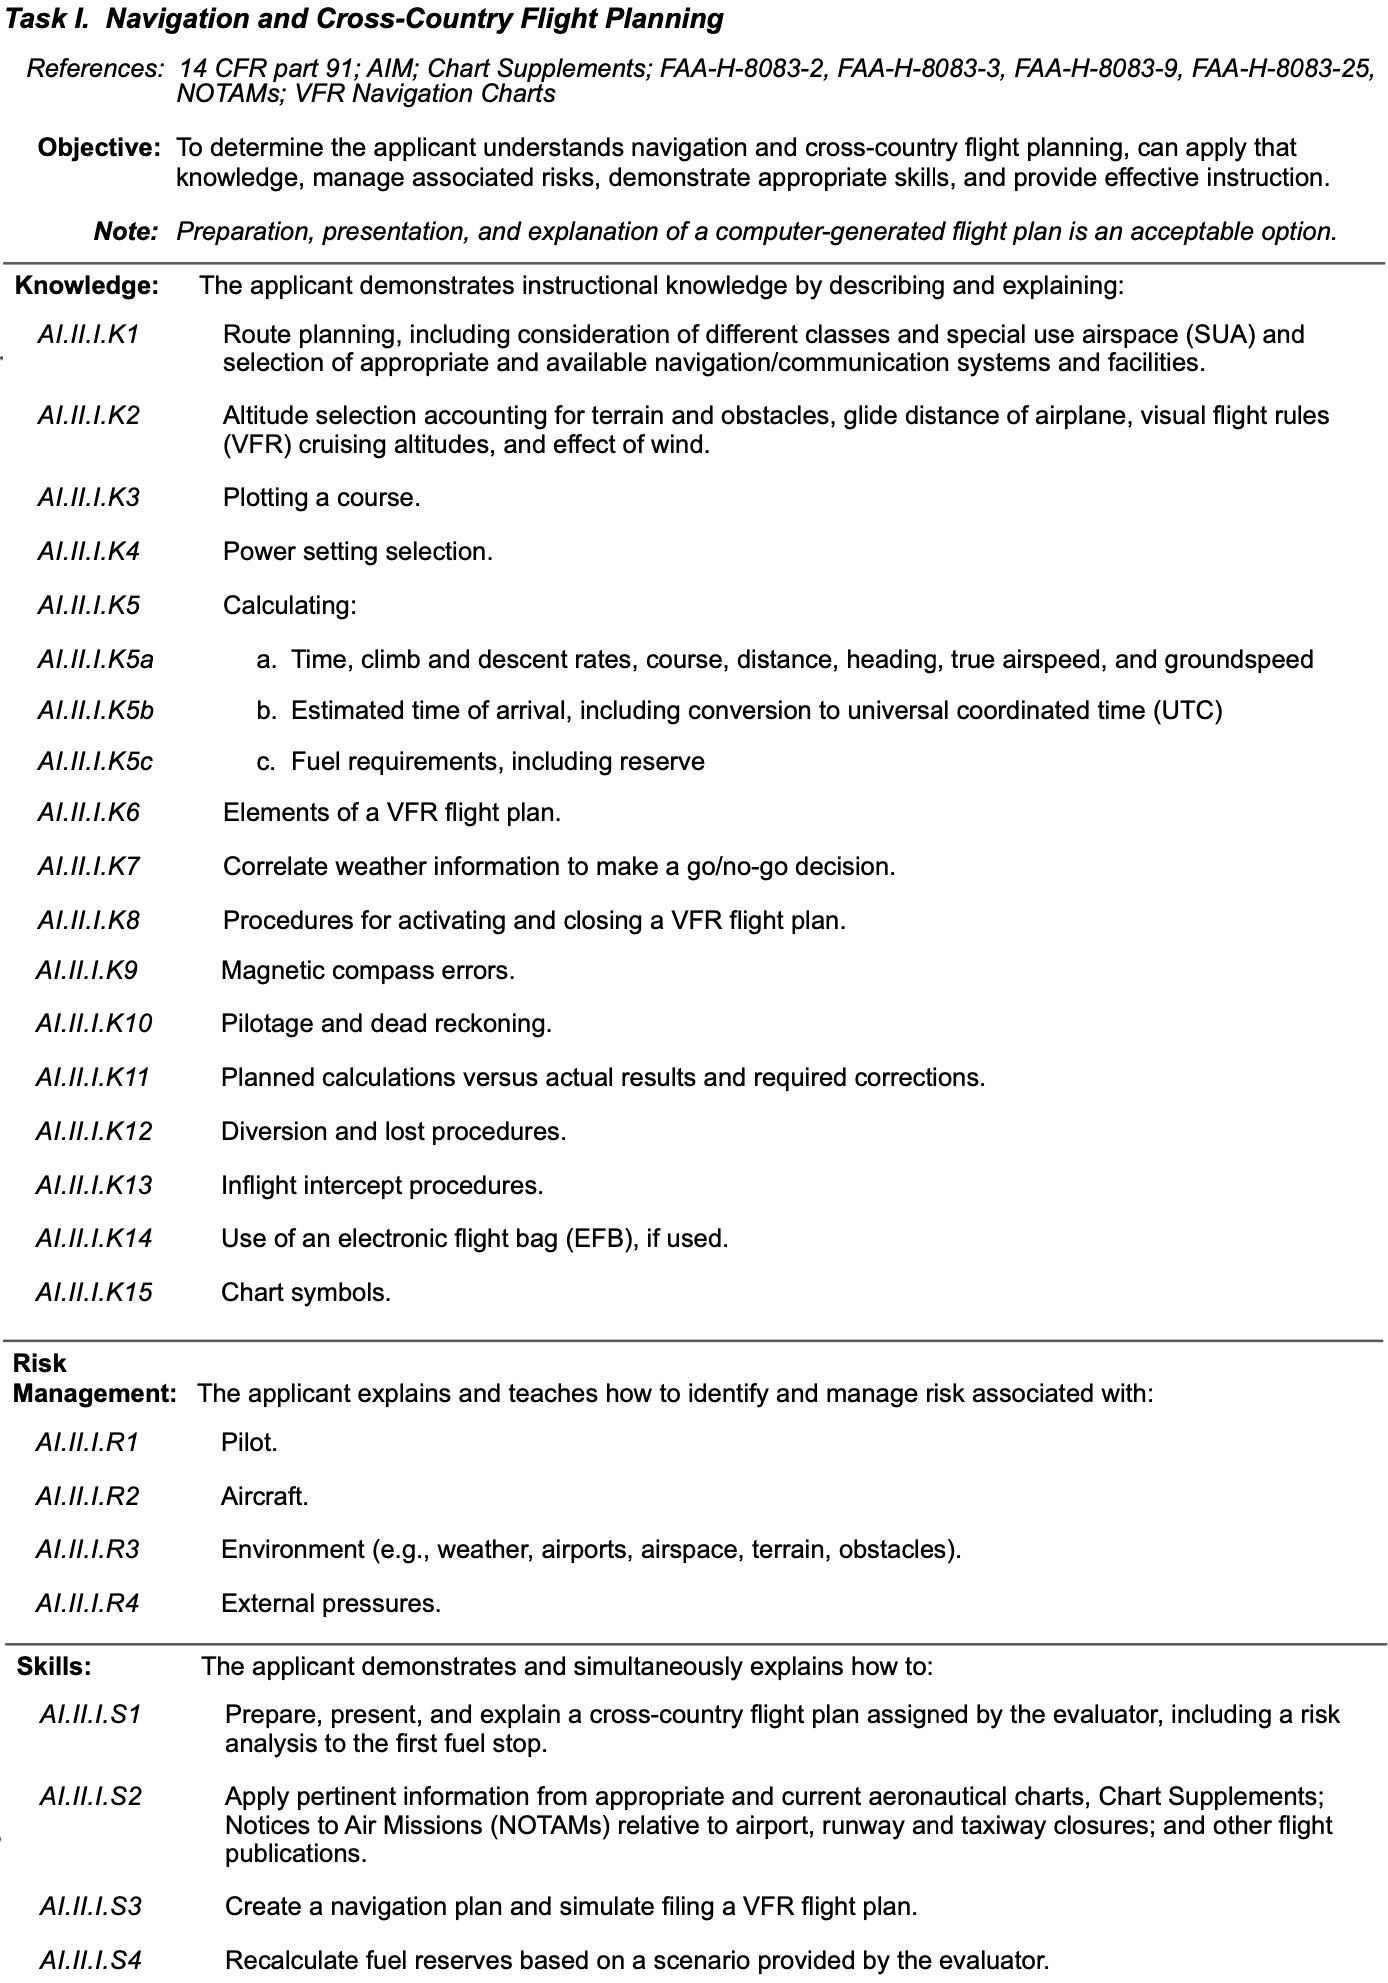 Task I. Navigation and Cross-Country Flight Planning
References: 14 CFR part 91; AIM; Chart Supplements; FAA-H-8083-2, FAA-H-8083-3, FAA-H-8083-9, FAA-H-8083-25,
NOTAMs; VFR Navigation Charts
Objective: To determine the applicant understands navigation and cross-country flight planning, can apply that
knowledge, manage associated risks, demonstrate appropriate skills, and provide effective instruction.
Note: Preparation, presentation, and explanation of a computer-generated flight plan is an acceptable option.
Knowledge: The applicant demonstrates instructional knowledge by describing and explaining:
AI.II.I.K1 Route planning, including consideration of different classes and special use airspace (SUA) and
selection of appropriate and available navigation/communication systems and facilities.
AI.II.I.K2 Altitude selection accounting for terrain and obstacles, glide distance of airplane, visual flight rules
(VFR) cruising altitudes, and effect of wind.
AI.II.I.K3 Plotting a course.
AI.II.I.K4 Power setting selection.
AI.II.I.K5 Calculating:
AI.II.I.K5a a. Time, climb and descent rates, course, distance, heading, true airspeed, and groundspeed
AI.II.I.K5b b. Estimated time of arrival, including conversion to universal coordinated time (UTC)
AI.II.I.K5c c. Fuel requirements, including reserve
AI.II.I.K6 Elements of a VFR flight plan.
AI.II.I.K7 Correlate weather information to make a go/no-go decision.
AI.II.I.K8 Procedures for activating and closing a VFR flight plan.
AI.II.I.K9 Magnetic compass errors.
AI.II.I.K10 Pilotage and dead reckoning.
AI.II.I.K11 Planned calculations versus actual results and required corrections.
AI.II.I.K12 Diversion and lost procedures.
AI.II.I.K13 Inflight intercept procedures.
AI.II.I.K14 Use of an electronic flight bag (EFB), if used.
AI.II.I.K15 Chart symbols.
Risk
Management: The applicant explains and teaches how to identify and manage risk associated with:
AI.II.I.R1 Pilot.
AI.II.I.R2 Aircraft.
AI.II.I.R3 Environment (e.g., weather, airports, airspace, terrain, obstacles).
AI.II.I.R4 External pressures.
Skills: The applicant demonstrates and simultaneously explains how to:
AI.II.I.S1 Prepare, present, and explain a cross-country flight plan assigned by the evaluator, including a risk
analysis to the first fuel stop.
AI.II.I.S2 Apply pertinent information from appropriate and current aeronautical charts, Chart Supplements;
Notices to Air Missions (NOTAMs) relative to airport, runway and taxiway closures; and other flight
publications.
AI.II.I.S3 Create a navigation plan and simulate filing a VFR flight plan.
AI.II.I.S4 Recalculate fuel reserves based on a scenario provided by the evaluator.